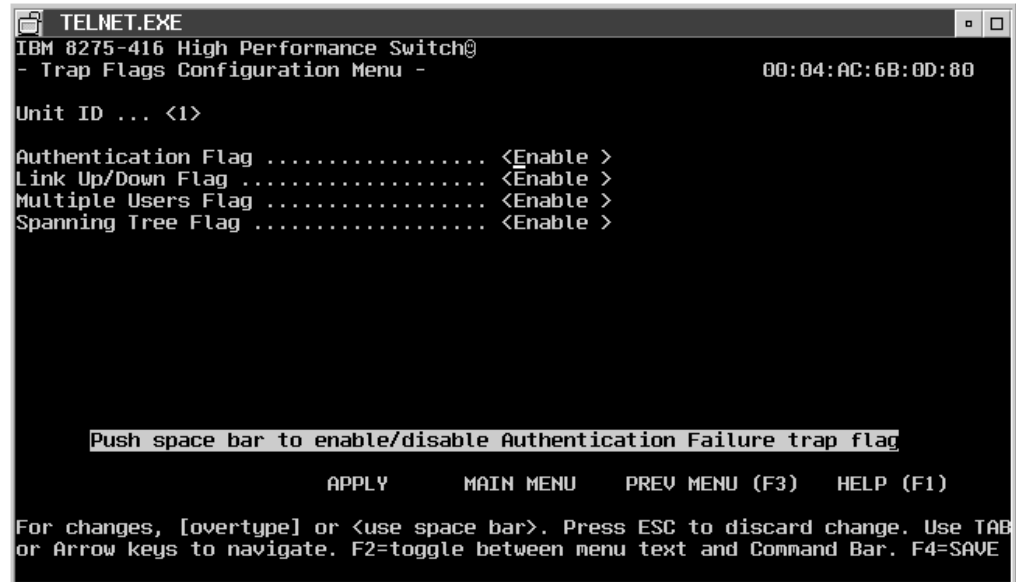 TELNET.EXE
IBM 8275-416 High Performance Switch@
- Trap Flags Configuration Menu - 00:04:AC:6B:0D:80
Unit ID ... <1>
Authentication Flag .................. <Enable >
Link Up/Down Flag .................... <Enable >
Multiple Users Flag .................. <Enable >
Spanning Tree Flag ................... <Enable >
Push space bar to enable/disable Authentication Failure trap flag
APPLY MAIN MENU PREV MENU (F3) HELP (F1)
For changes, [overtype] or <use space bar>. Press ESC to discard change. Use TAB
or Arrow keys to navigate. F2=toggle between menu text and Command Bar. F4=SAVE